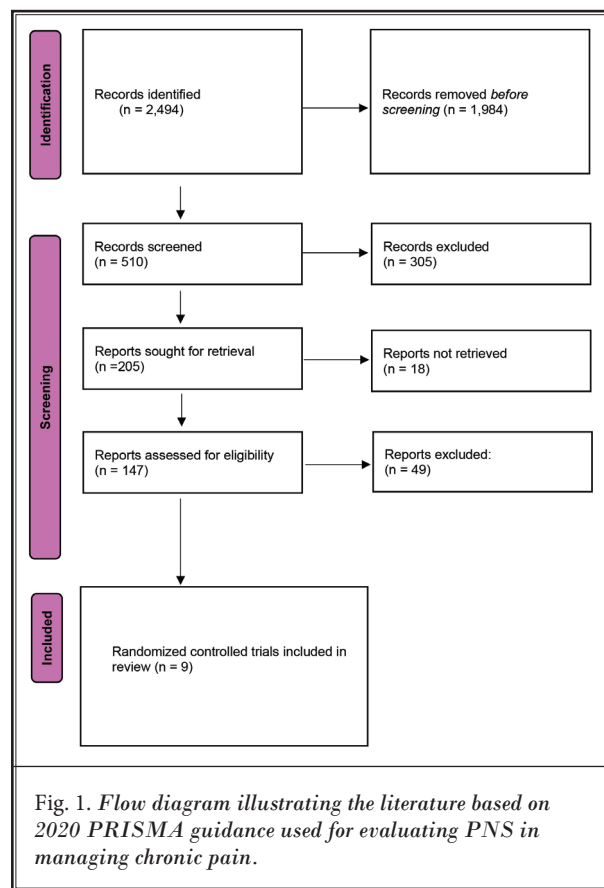 Identification
Records identified
(n = 2,494)
Records removed before
screening (n = 1,984)
Screening
Records screened
(n = 510)
Records excluded
(n = 305)
Reports sought for retrieval
(n =205)
Reports not retrieved
(n = 18)
Reports assessed for eligibility
(n = 147)
Reports excluded:
(n = 49)
Included
Randomized controlled trials included in
review (n = 9)
Fig. 1. Flow diagram illustrating the literature based on
2020 PRISMA guidance used for evaluating PNS in
managing chronic pain.